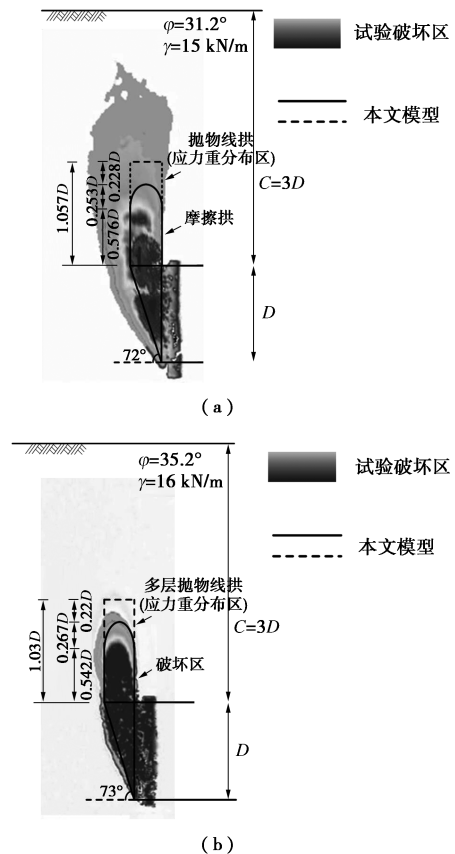 φ=31.2°
γ=15 kN/m
试验破坏区
本文模型
抛物线拱
(应力重分布区)
C=3D
1.057D
0.253D
0.228D
0.576D
摩擦拱
D
72°
(a)
φ=35.2°
γ=16 kN/m
试验破坏区
本文模型
多层抛物线拱
(应力重分布区)
C=3D
1.03D
0.267D
0.22D
0.542D
破坏区
D
73°
(b)